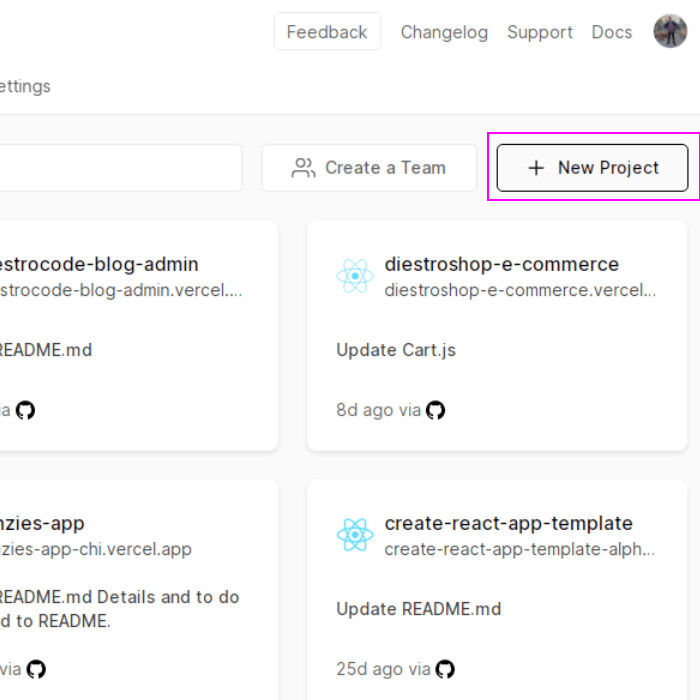 Feedback Changelog Support Docs
ettings
Create a Team
New Project
estrocode-blog-admin
strocode-blog-admin.vercel....
README.md
ia
diestroshop-e-commerce
diestroshop-e-commerce.vercel...
Update Cart.js
8d ago via
nzies-app
zies-app-chi.vercel.app
README.md Details and to do
d to README.
via
create-react-app-template
create-react-app-template-alph...
Update README.md
25d ago via